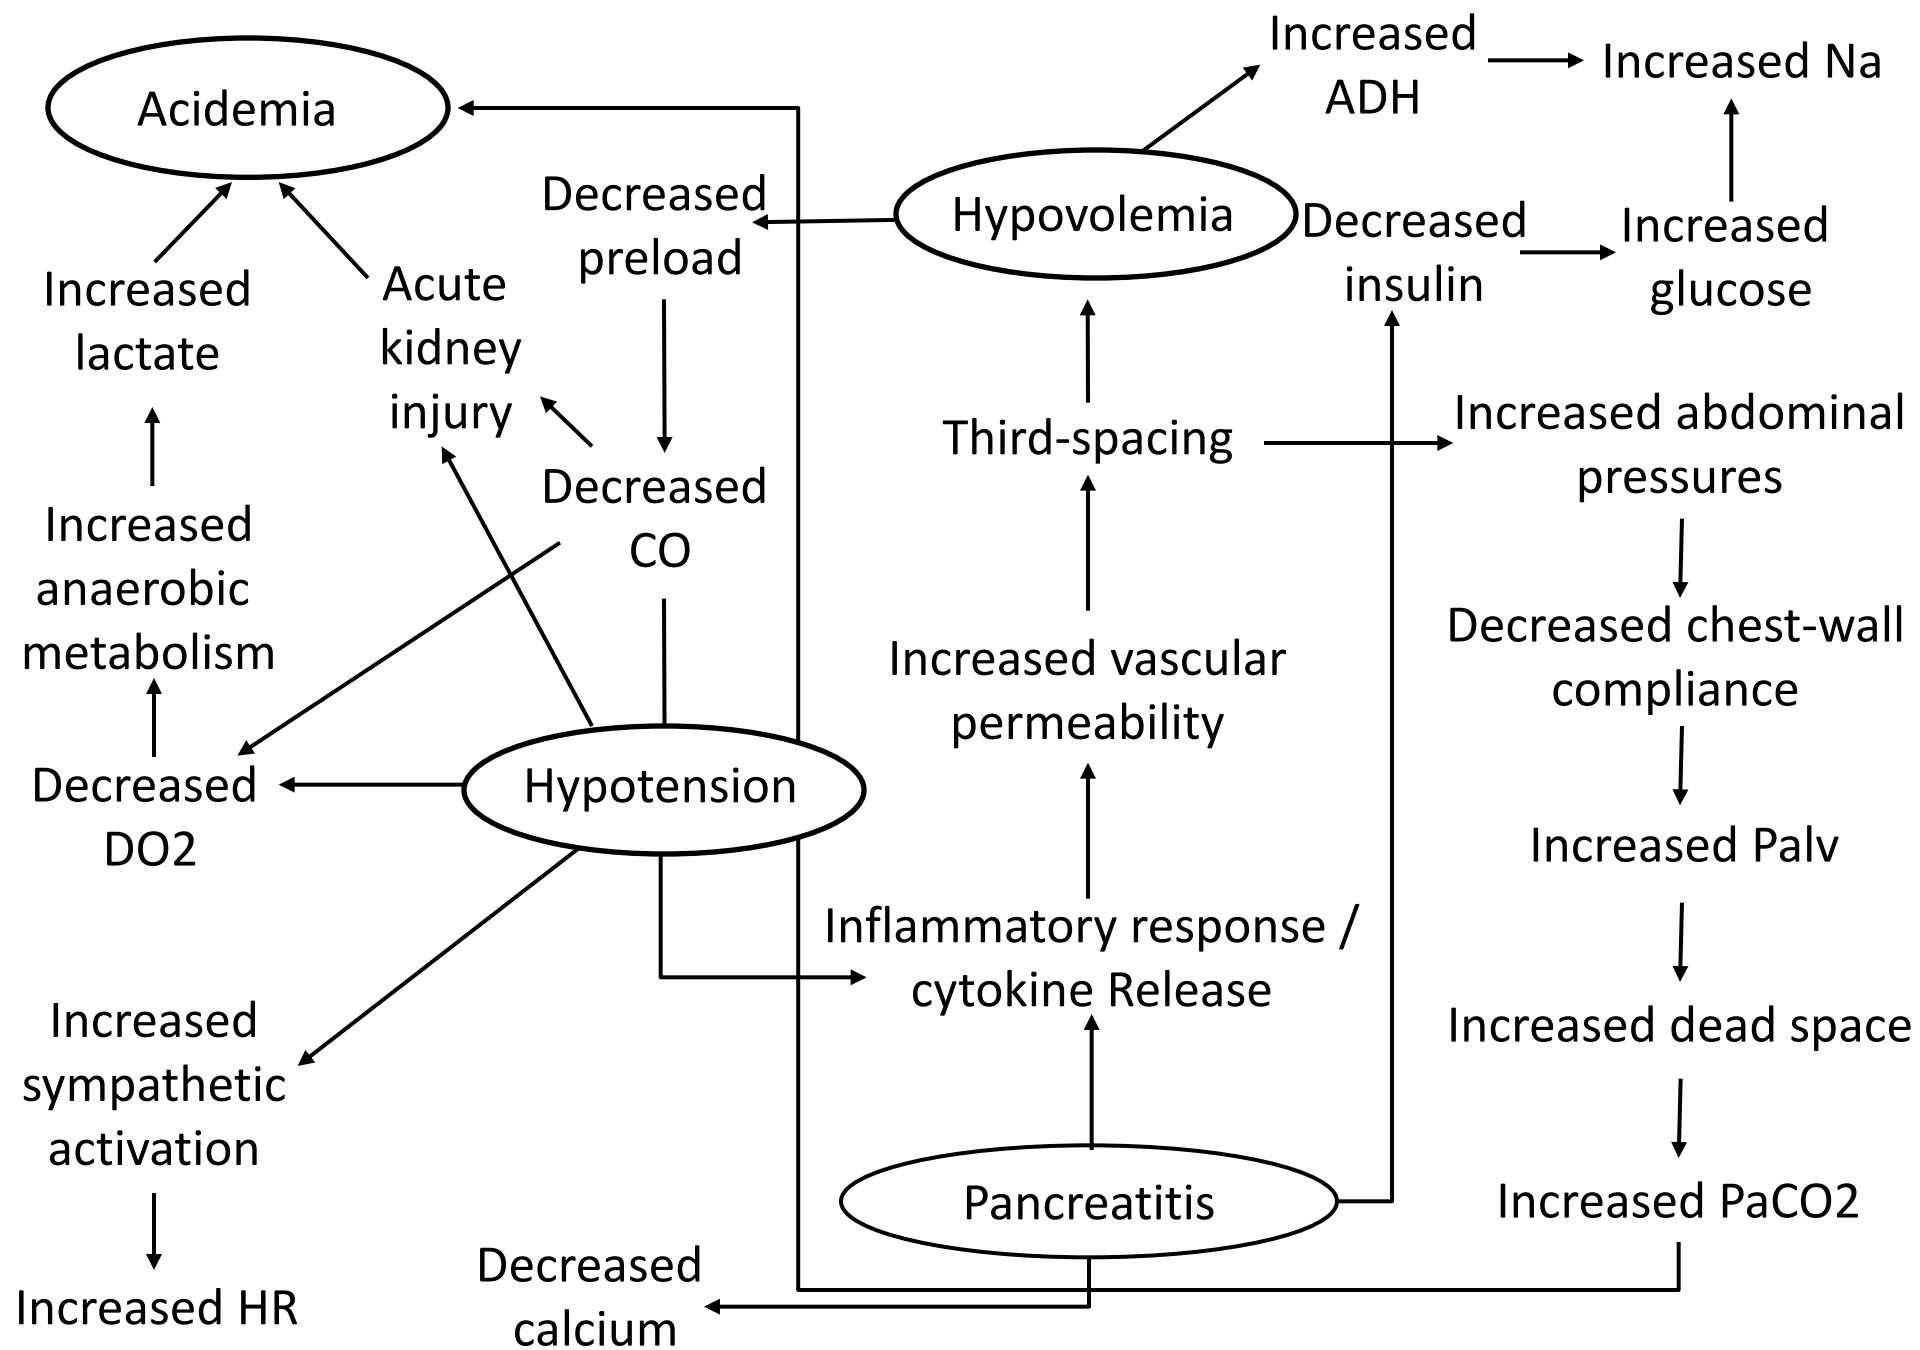 Acidemia
Increased
lactate
Increased
anaerobic
metabolism
Decreased
DO2
Acute
kidney
injury
Decreased
preload
Decreased
CO
Hypotension
Increased
sympathetic
activation
Increased HR
Hypovolemia
Third-spacing
Increased vascular
permeability
Inflammatory response /
cytokine Release
Pancreatitis
Decreased
calcium
Increased
ADH
Increased Na
Decreased
insulin
Increased
glucose
Increased abdominal
pressures
Decreased chest-wall
compliance
Increased Palv
Increased dead space
Increased PaCO2